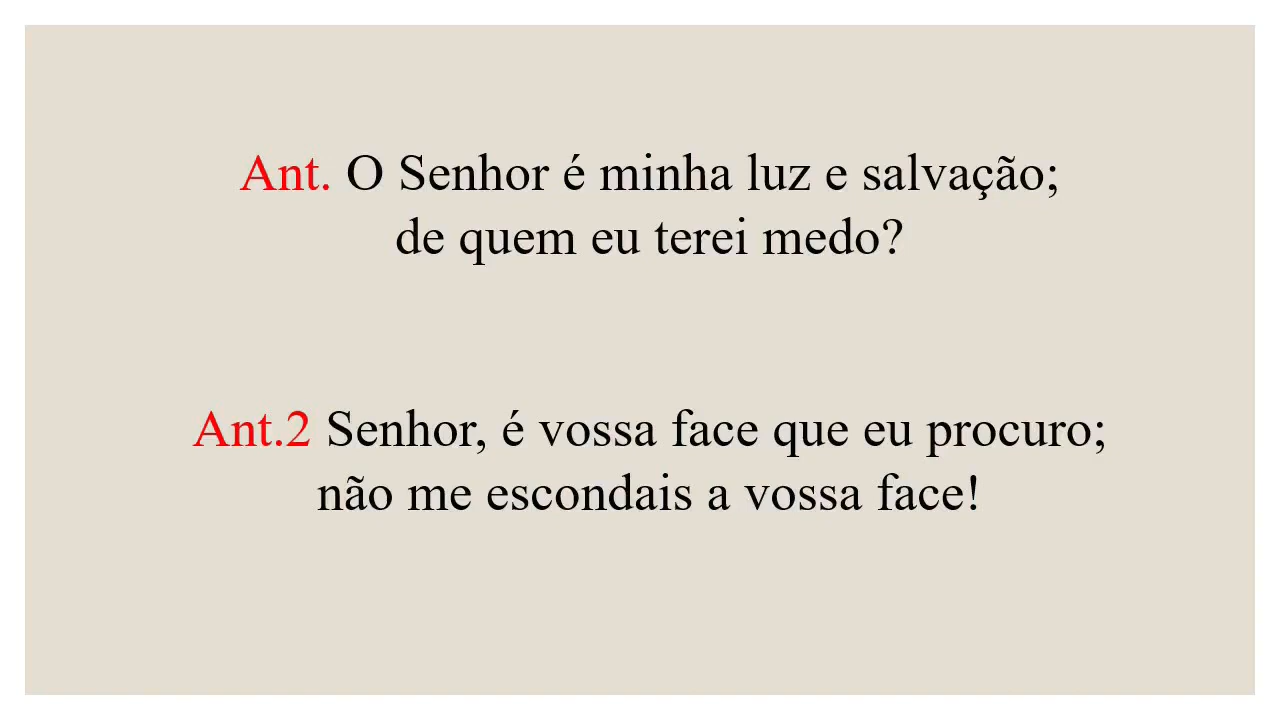 Ant. O Senhor é minha luz e salvação;
de quem eu terei medo?
Ant.2 Senhor, é vossa face que eu procuro;
não me escondais a vossa face!